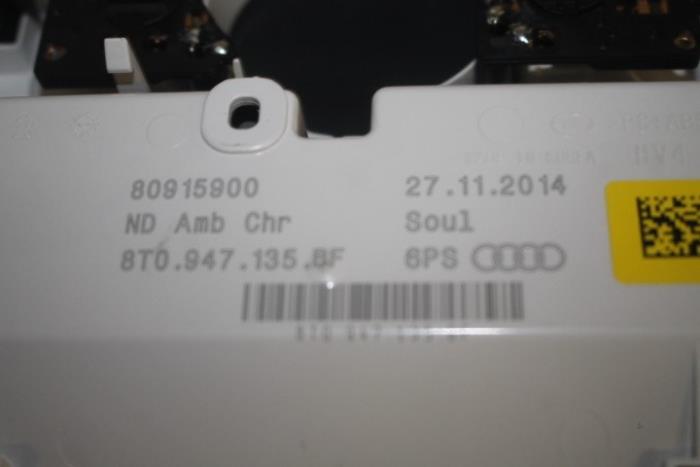 80915900 27.11.2014
ND Amb Chr Soul
8T0.947.135.BF 6PS